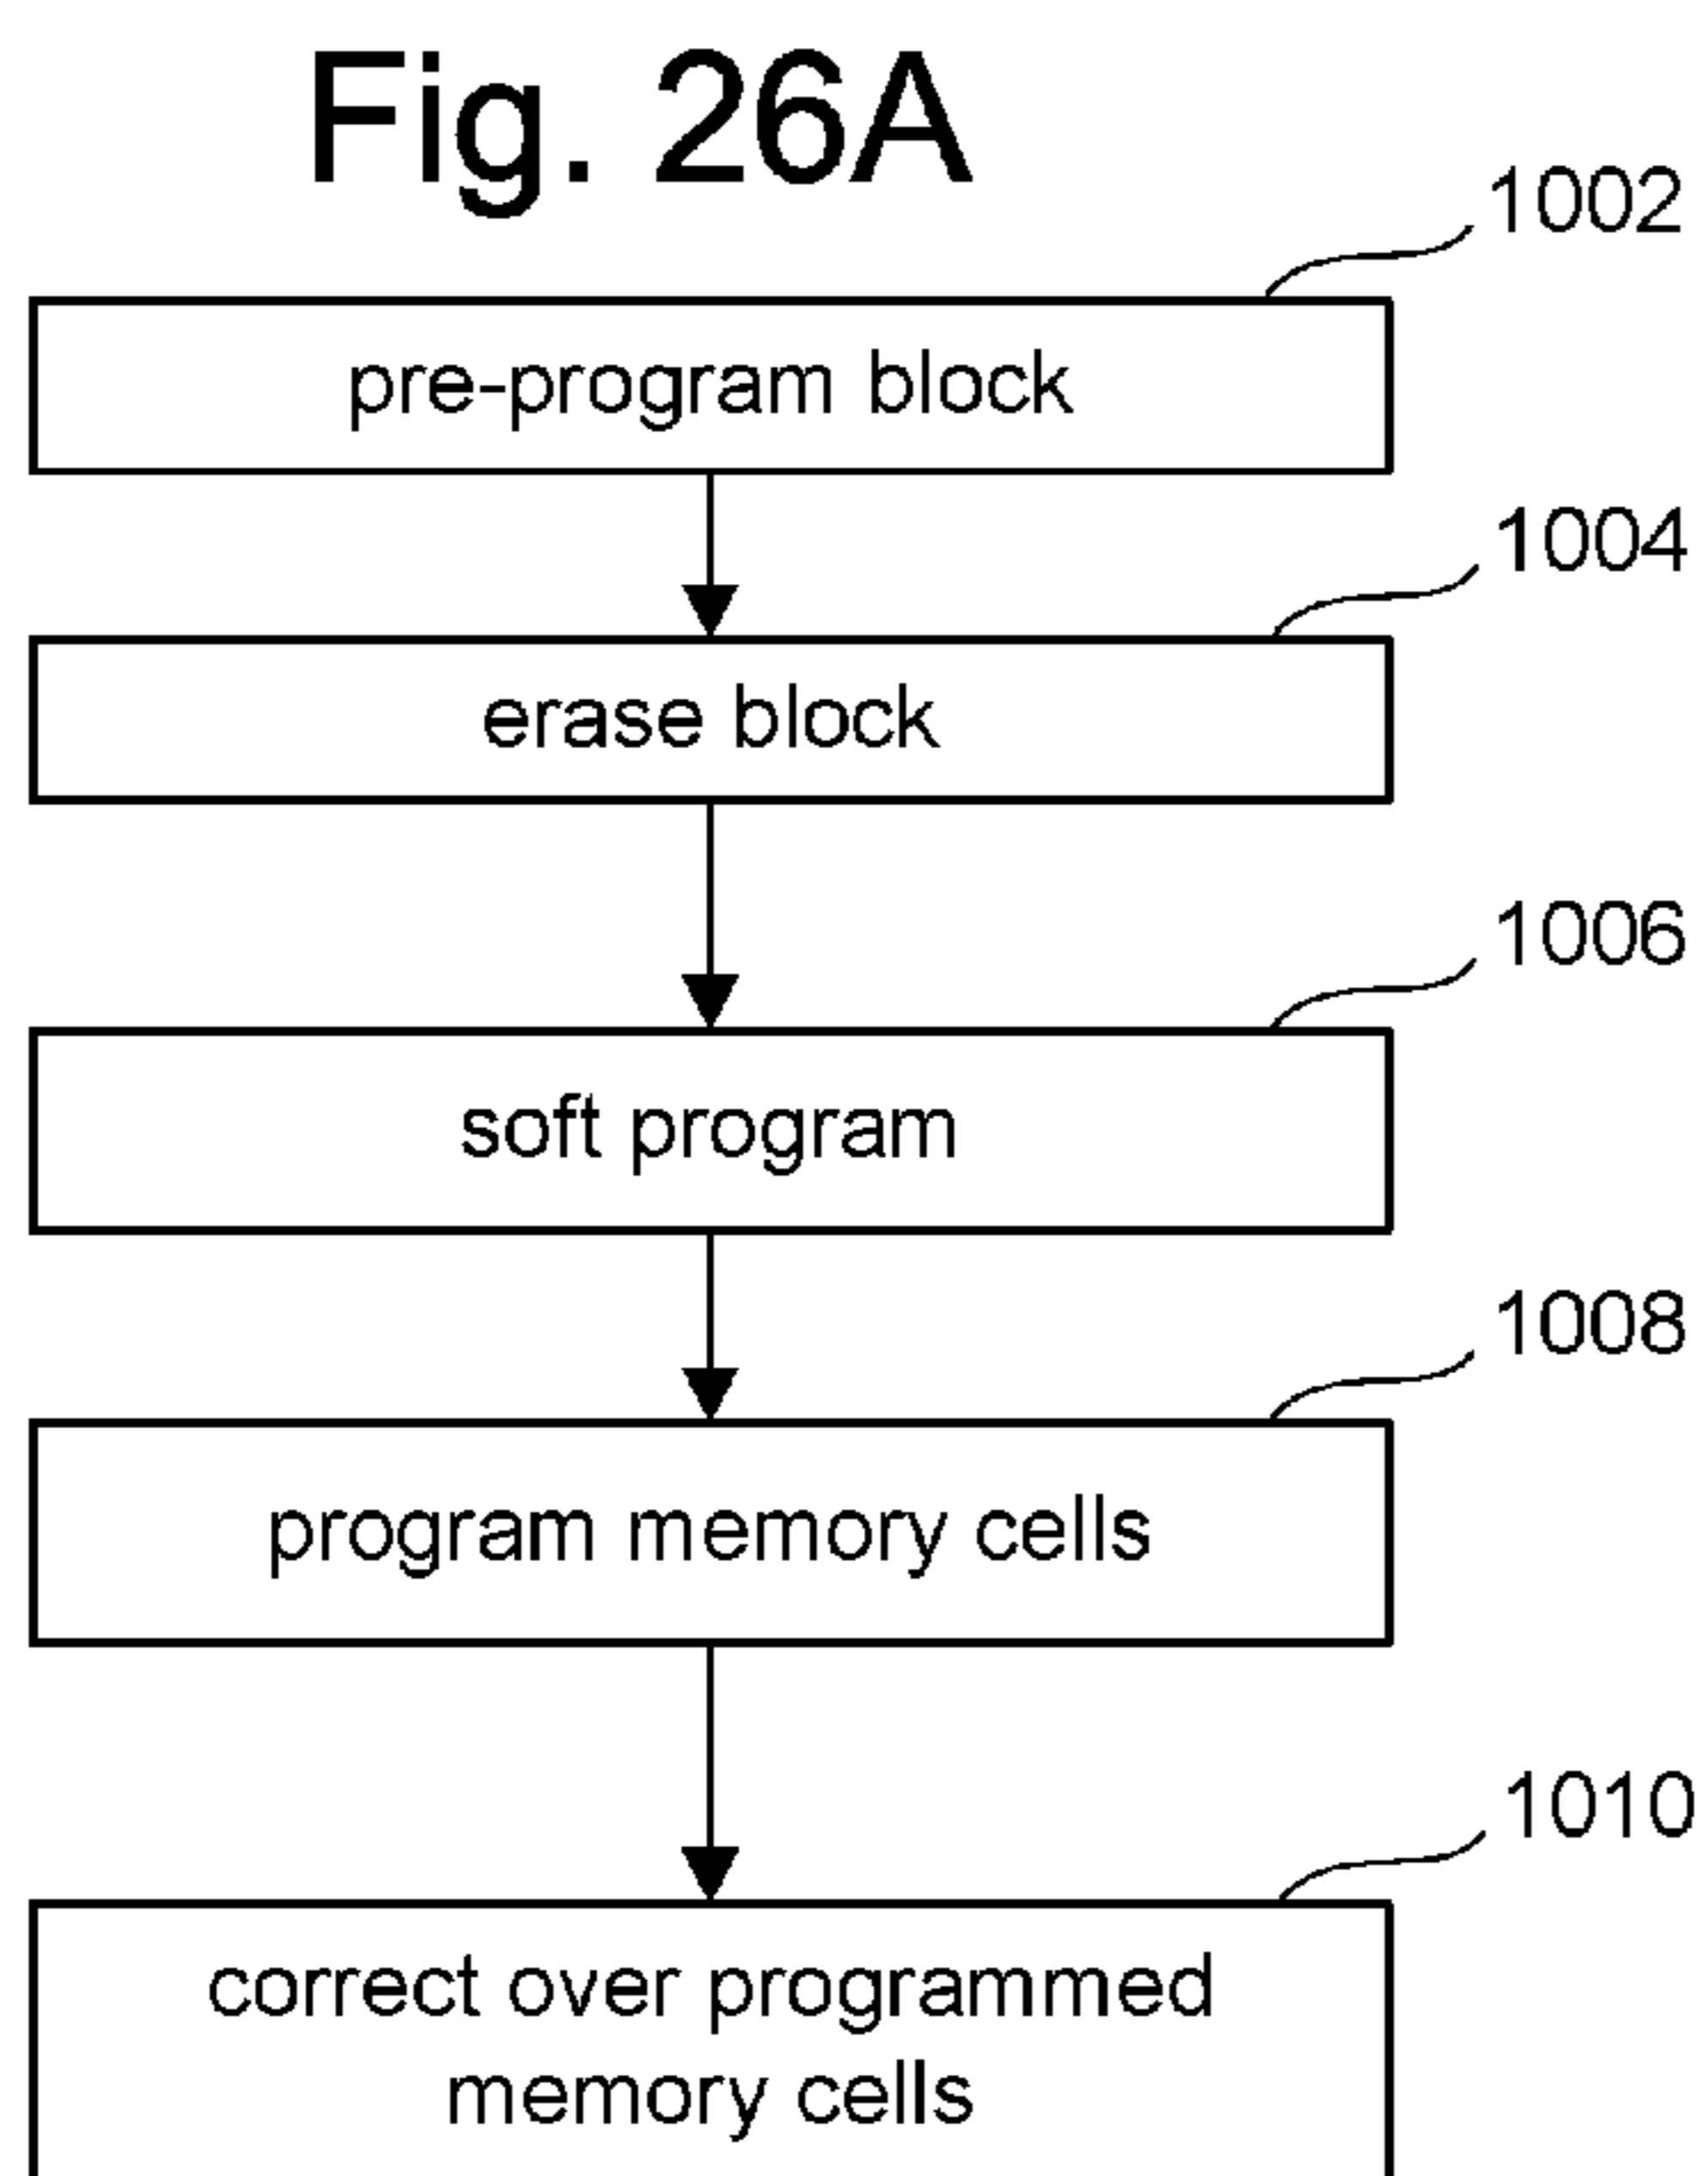 Fig. 26A
1002
pre-program block
1004
erase block
1006
soft program
1008
program memory cells
1010
correct over programmed
memory cells